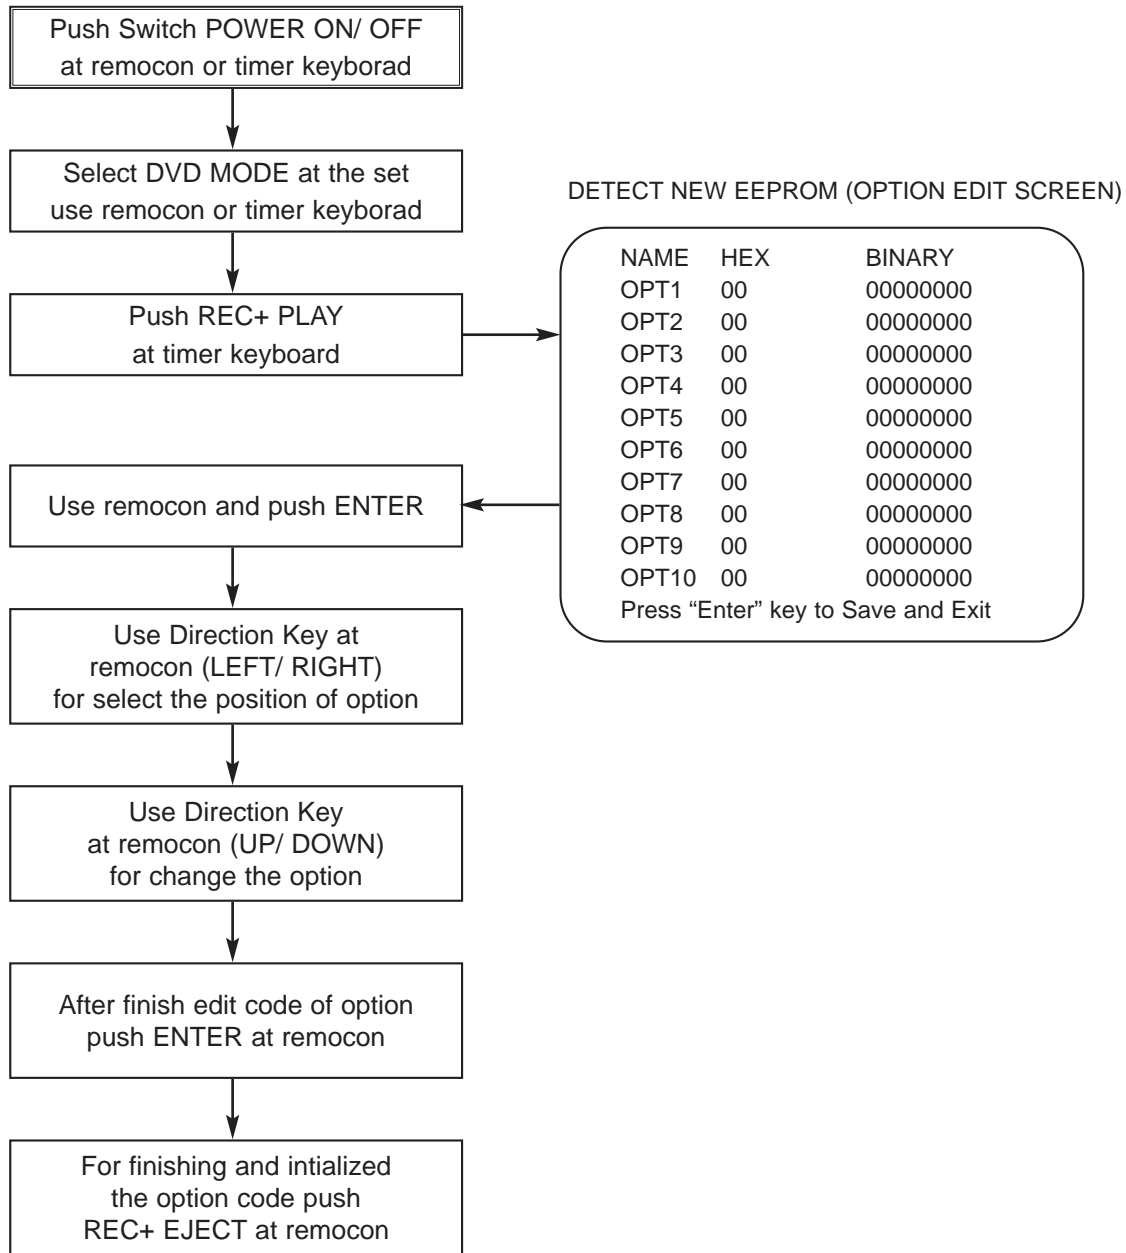 Push Switch POWER ON/ OFF
at remocon or timer keyborad
Select DVD MODE at the set
use remocon or timer keyborad
Push REC+ PLAY
at timer keyboard
DETECT NEW EEPROM (OPTION EDIT SCREEN)
NAME HEX BINARY
OPT1 00 00000000
OPT2 00 00000000
OPT3 00 00000000
OPT4 00 00000000
OPT5 00 00000000
OPT6 00 00000000
OPT7 00 00000000
OPT8 00 00000000
OPT9 00 00000000
OPT10 00 00000000
Press “Enter” key to Save and Exit
Use remocon and push ENTER
Use Direction Key at
remocon (LEFT/ RIGHT)
for select the position of option
Use Direction Key
at remocon (UP/ DOWN)
for change the option
After finish edit code of option
push ENTER at remocon
For finishing and intialized
the option code push
REC+ EJECT at remocon